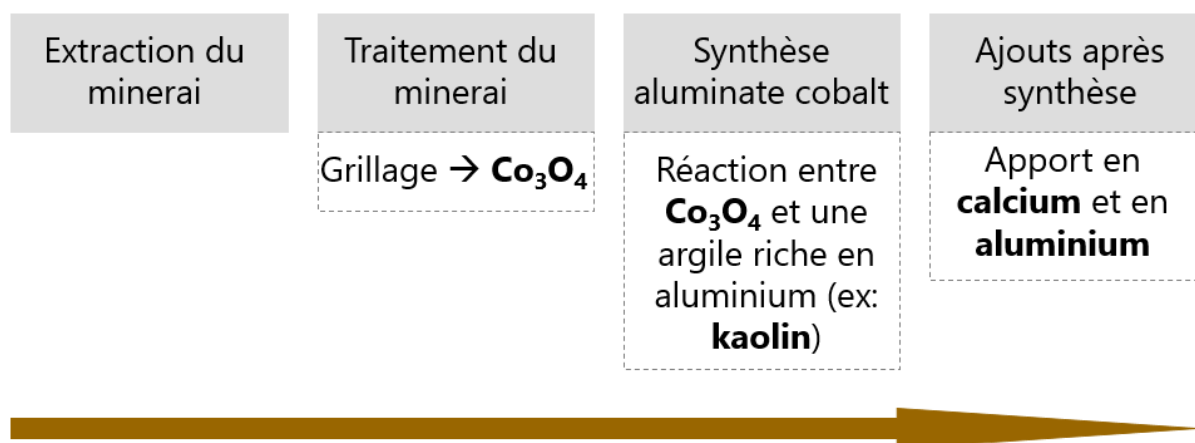 Extraction du
minerai
Traitement du
minerai
Grillage → Co₃O₄
Synthèse
aluminate cobalt
Réaction entre
Co₃O₄ et une
argile riche en
aluminium (ex:
kaolin)
Ajouts après
synthèse
Apport en
calcium et en
aluminium